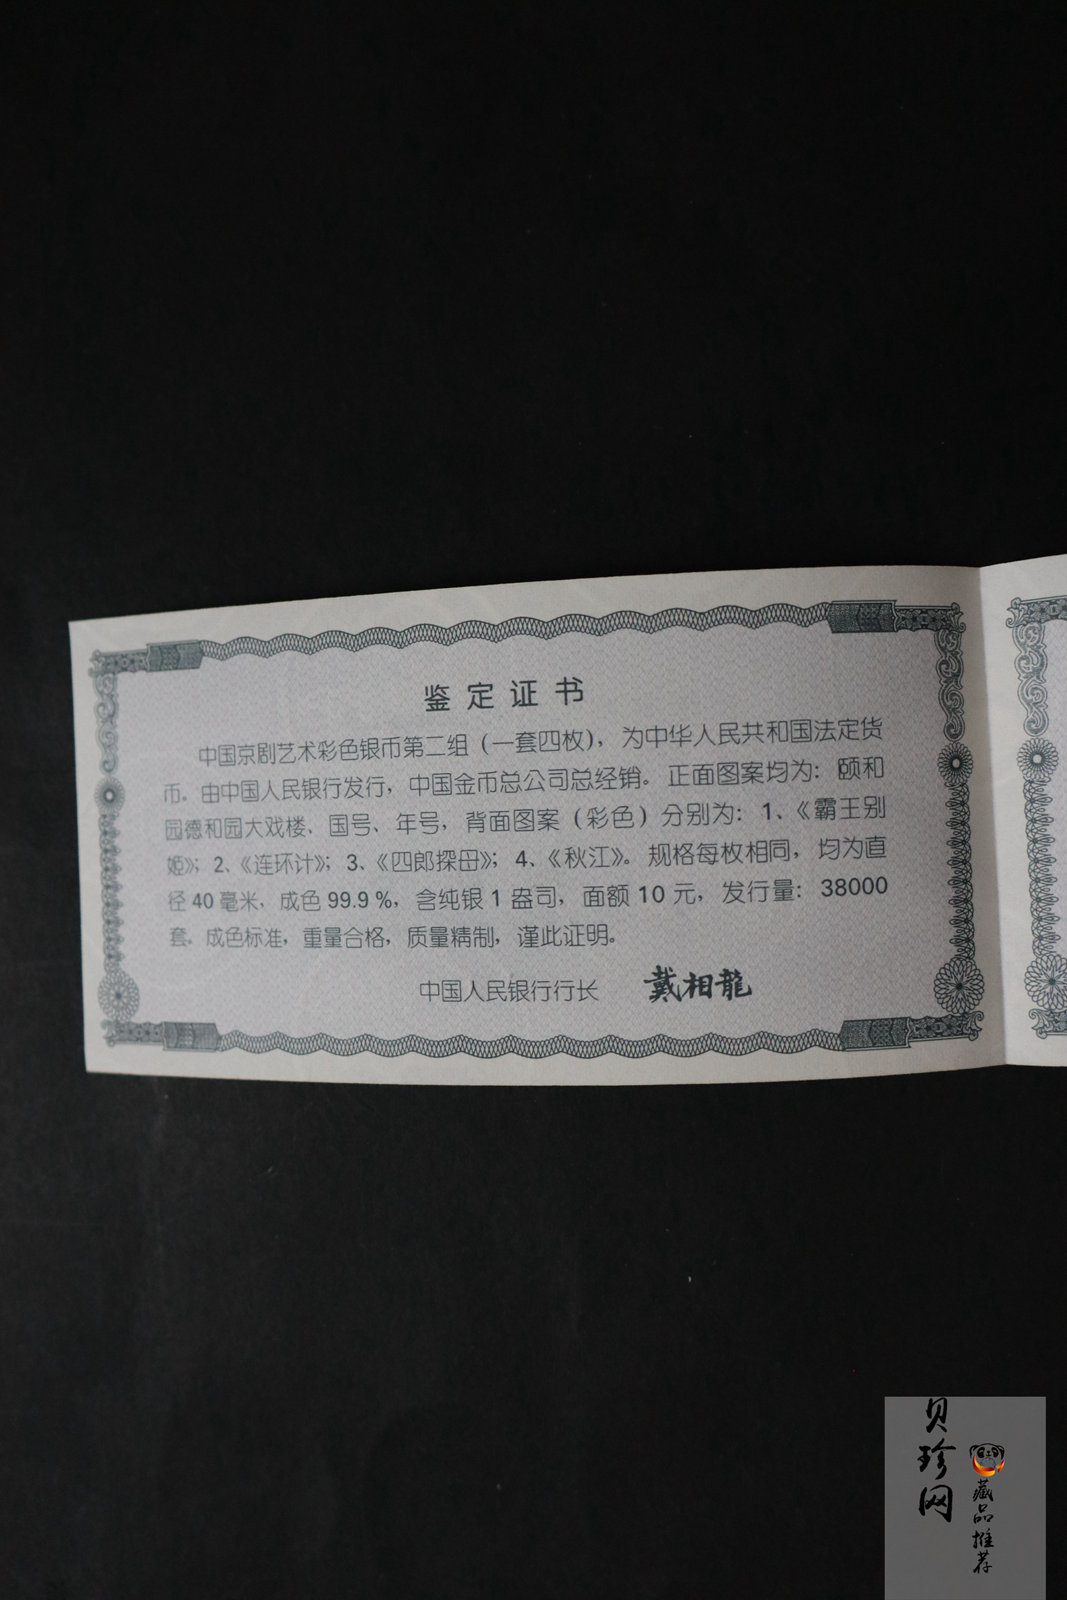 鉴定证书
中国京剧艺术彩色银币第二组（一套四枚），为中华人民共和国法定货
币。由中国人民银行发行，中国金币总公司总经销。正面图案均为：颐和
园德和园大戏楼、国号、年号，背面图案（彩色）分别为：1、《霸王别
姬》；2、《连环计》；3、《四郎探母》；4、《秋江》。规格每枚相同，均为直
径40毫米，成色99.9%，含纯银1盎司，面额10元，发行量：38000
套。成色标准，重量合格，质量精制，谨此证明。
中国人民银行行长 戴相龍
贝珍网
藏品推荐